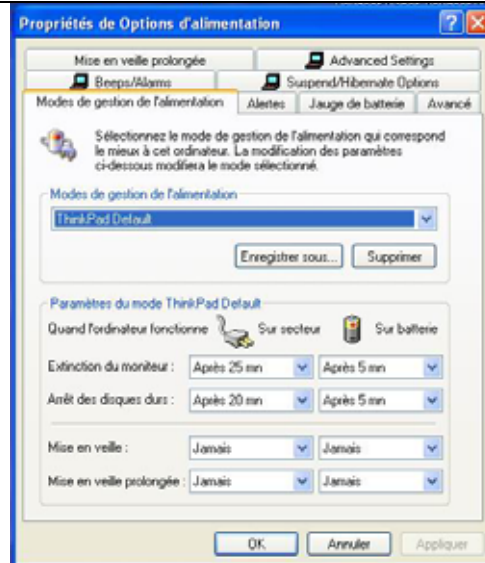 Propriétés de Options d'alimentation
Mise en veille prolongée Advanced Settings
Beeps/Alarms Suspend/Hibernate Options
Modes de gestion de l'alimentation Alertes Jauge de batterie Avancé
Sélectionnez le mode de gestion de l'alimentation qui correspond
le mieux à cet ordinateur. La modification des paramètres
ci-dessous modifiera le mode sélectionné.
Modes de gestion de l'alimentation
ThinkPad Default
Enregistrer sous... Supprimer
Paramètres du mode ThinkPad Default
Quand l'ordinateur fonctionne Sur secteur Sur batterie
Extinction du moniteur : Après 25 mn Après 5 mn
Arrêt des disques durs : Après 20 mn Après 5 mn
Mise en veille : Jamais Jamais
Mise en veille prolongée : Jamais Jamais
OK Annuler Appliquer